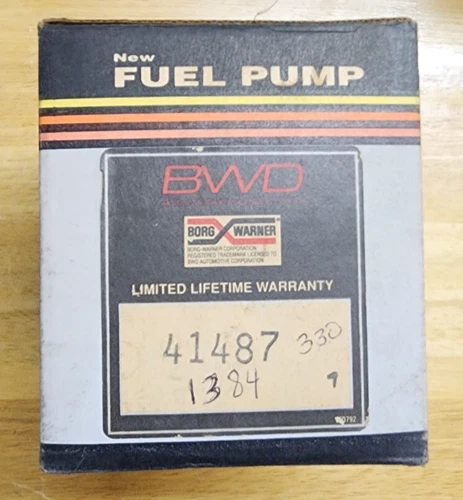 New
FUEL PUMP
BWD
BORG WARNER
BORG-WARNER CORPORATION
REGISTERED TRADEMARK LICENSED TO
BWD AUTOMOTIVE CORPORATION
LIMITED LIFETIME WARRANTY
41487 330
1384 9